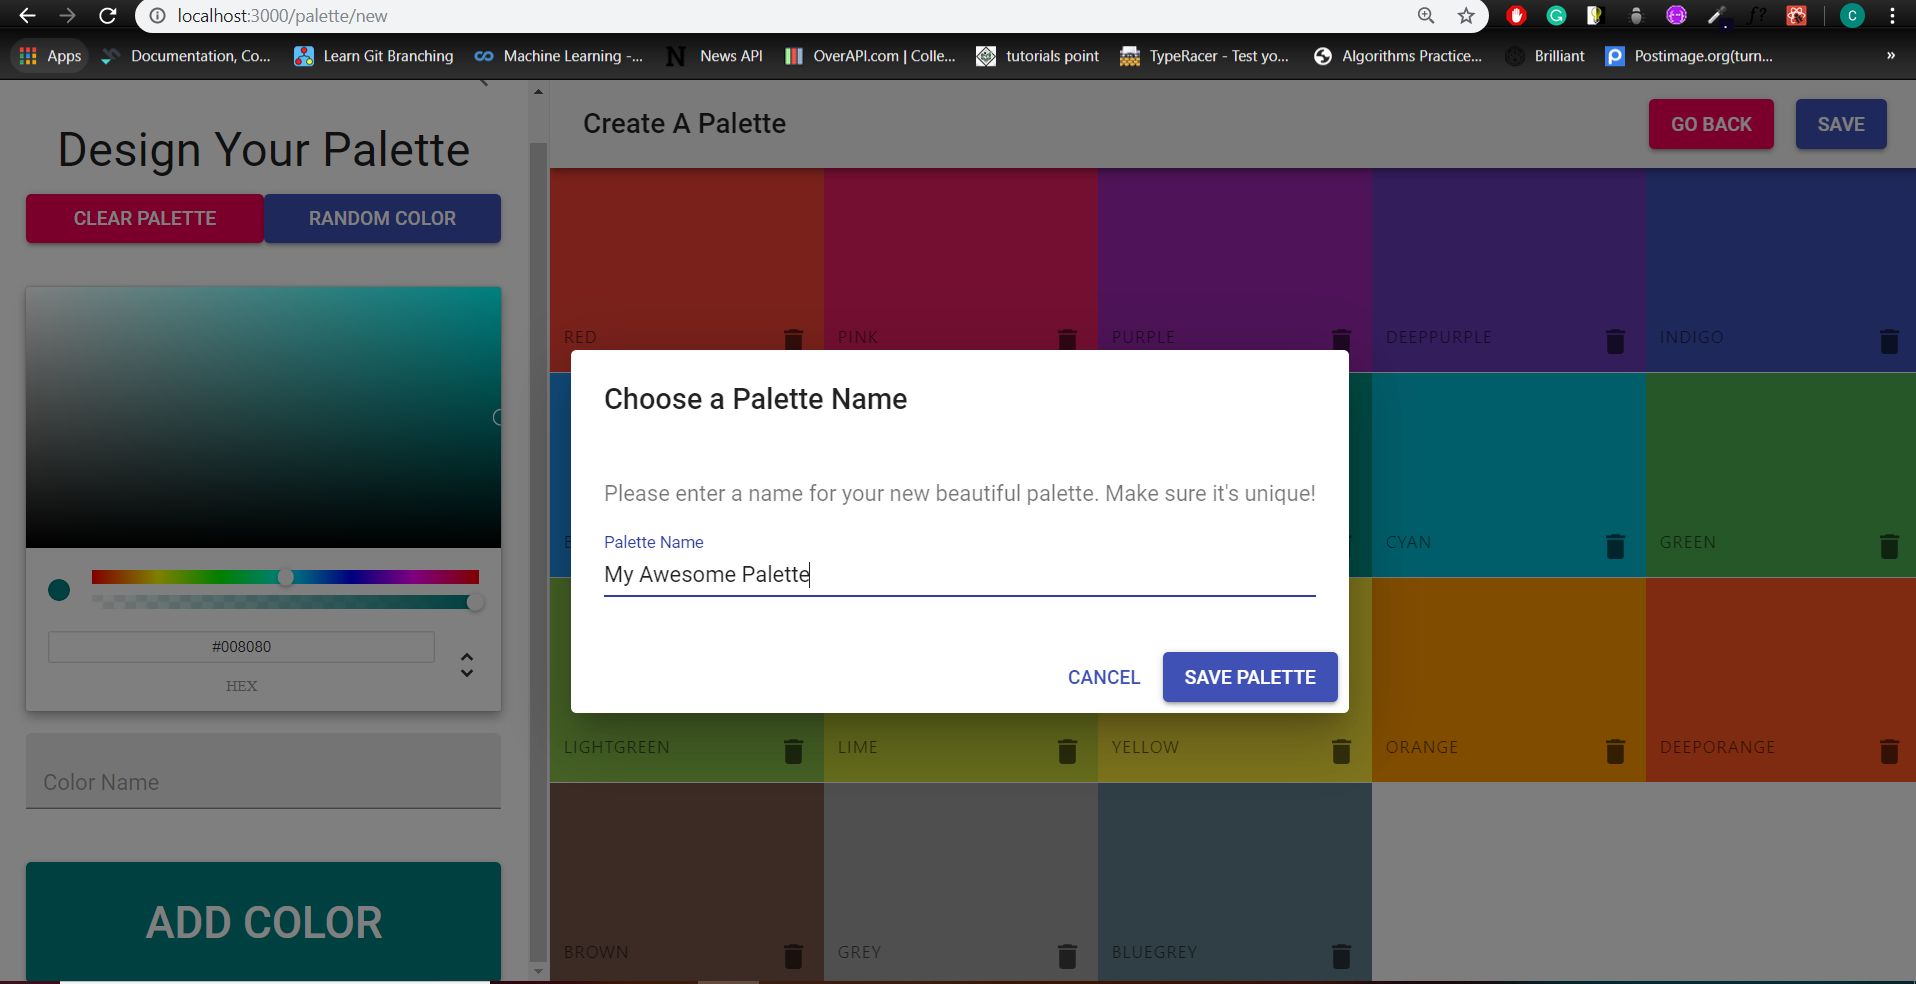 localhost:3000/palette/new
Apps
Documentation, Co...
Learn Git Branching
Machine Learning -...
News API
OverAPI.com | Colle...
tutorials point
TypeRacer - Test yo...
Algorithms Practice...
Brilliant
Postimage.org(turn...
»
Design Your Palette
CLEAR PALETTE
RANDOM COLOR
#008080
HEX
Color Name
ADD COLOR
Create A Palette
GO BACK
SAVE
RED
PINK
PURPLE
DEEPPURPLE
INDIGO
Choose a Palette Name
Please enter a name for your new beautiful palette. Make sure it's unique!
Palette Name
My Awesome Palette
CANCEL
SAVE PALETTE
CYAN
GREEN
LIGHTGREEN
LIME
YELLOW
ORANGE
DEEPORANGE
BROWN
GREY
BLUEGREY